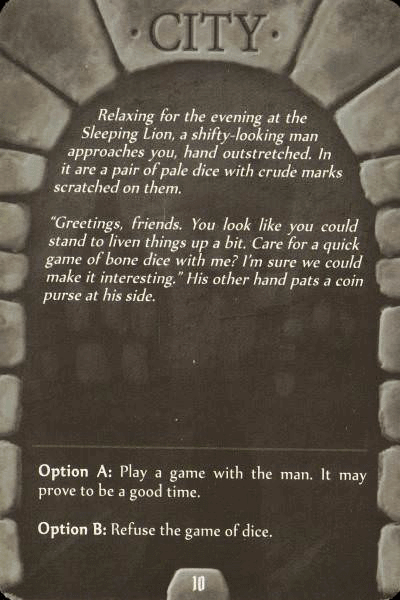 ·CITY·
Relaxing for the evening at the
Sleeping Lion, a shifty-looking man
approaches you, hand outstretched. In
it are a pair of pale dice with crude marks
scratched on them.
“Greetings, friends. You look like you could
stand to liven things up a bit. Care for a quick
game of bone dice with me? I’m sure we could
make it interesting.” His other hand pats a coin
purse at his side.
Option A: Play a game with the man. It may
prove to be a good time.
Option B: Refuse the game of dice.
10